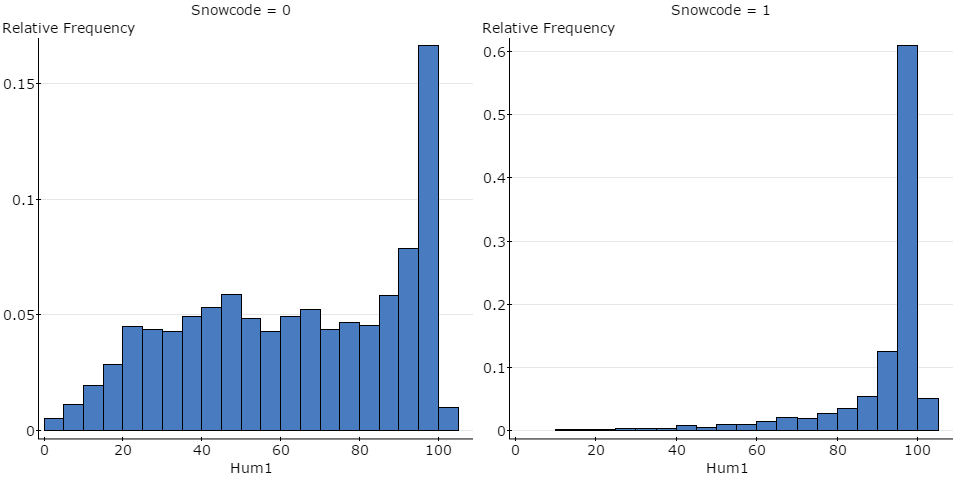 Snowcode = 0
Relative Frequency
0.15
0.1
0.05
0
0 20 40 60 80 100
Hum1
Snowcode = 1
Relative Frequency
0.6
0.5
0.4
0.3
0.2
0.1
0
0 20 40 60 80 100
Hum1